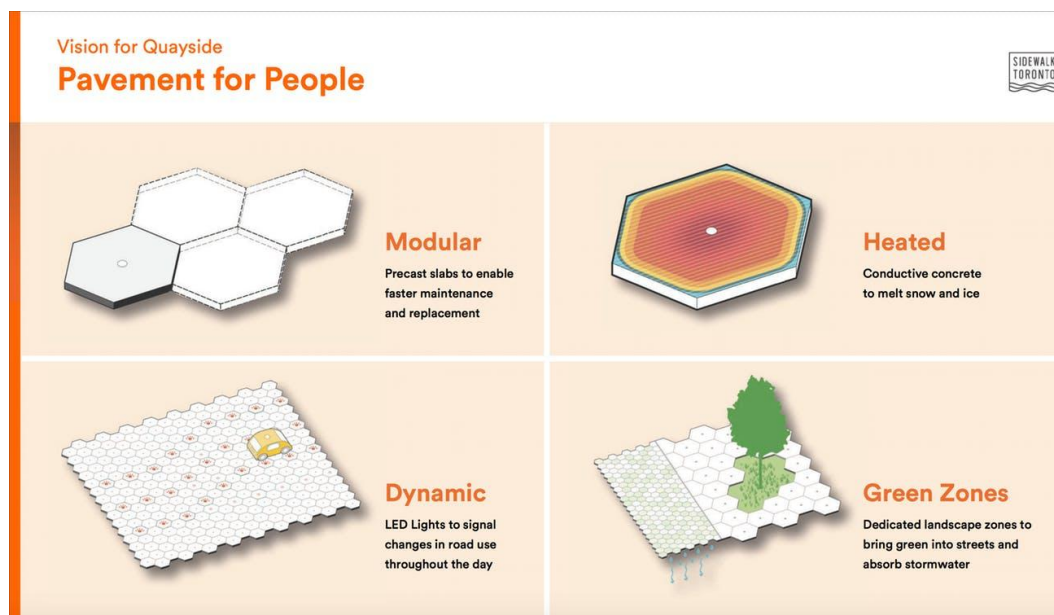 Vision for Quayside
Pavement for People
SIDEWALK
TORONTO
Modular
Precast slabs to enable
faster maintenance
and replacement
Heated
Conductive concrete
to melt snow and ice
Dynamic
LED Lights to signal
changes in road use
throughout the day
Green Zones
Dedicated landscape zones to
bring green into streets and
absorb stormwater